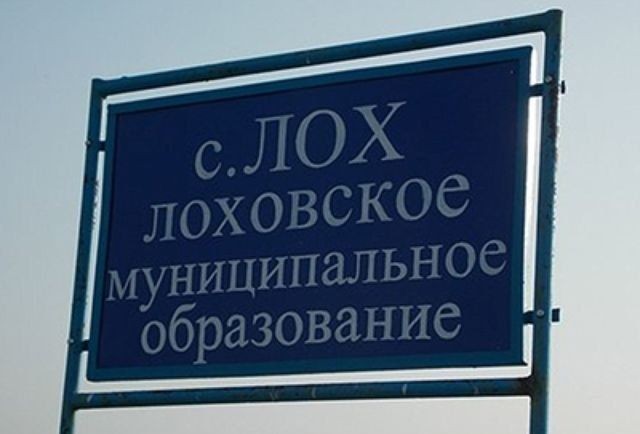 с.ЛОХ
ЛОХОВСКОЕ
муниципальное
образование